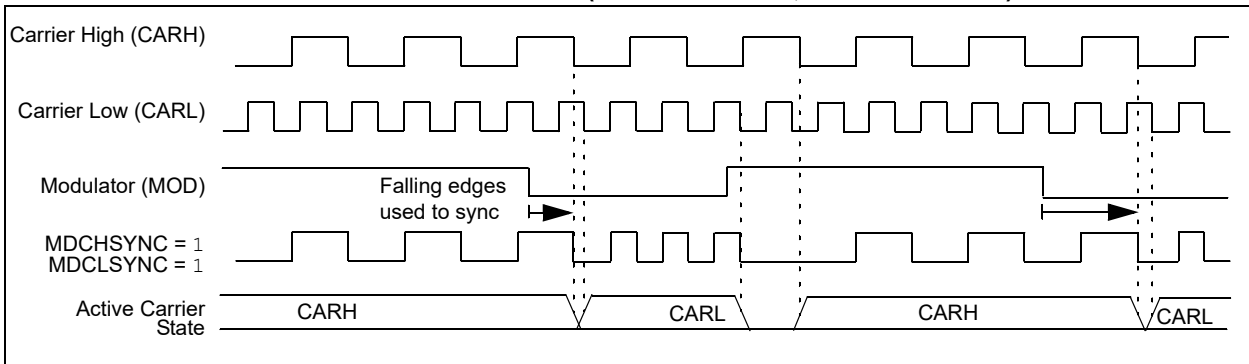 Carrier High (CARH)
Carrier Low (CARL)
Modulator (MOD)
Falling edges
used to sync
MDCHSYNC = 1
MDCLSYNC = 1
Active Carrier
State
CARH
CARL
CARH
CARL